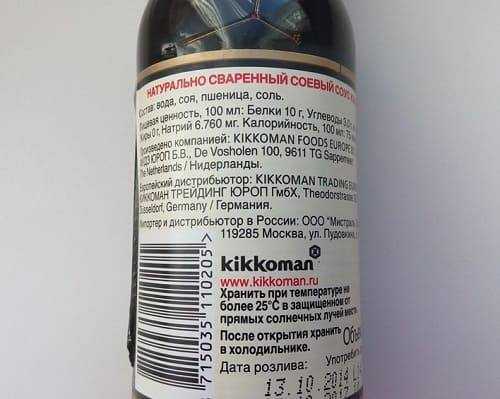 НАТУРАЛЬНО СВАРЕННЫЙ СОЕВЫЙ СОУС
Состав: вода, соя, пшеница, соль.
Пищевая ценность, 100 мл: Белки 10 г, Углеводы
Жиры 0 г, Натрий 6.760 мг. Калорийность, 100 мл:
Произведено компанией: KIKKOMAN FOODS EUROPE
ФУДЗ ЮРОП Б.В., De Vosholen 100, 9611 TG Sappemeer
The Netherlands / Нидерланды.
Европейский дистрибьютор: KIKKOMAN TRADING
КИККОМАН ТРЕЙДИНГ ЮРОП ГмбХ, Theodorstrasse
Düsseldorf, Germany / Германия.
Импортер и дистрибьютор в России: ООО "Мистраль
119285 Москва, ул. Пудовкина,
kikkoman
www.kikkoman.ru
Хранить при температуре не
более 25°C в защищенном от
прямых солнечных лучей месте.
После открытия хранить
в холодильнике.
Объем
Употребить
Дата розлива:
13.10.2014
8 715035 110205 >